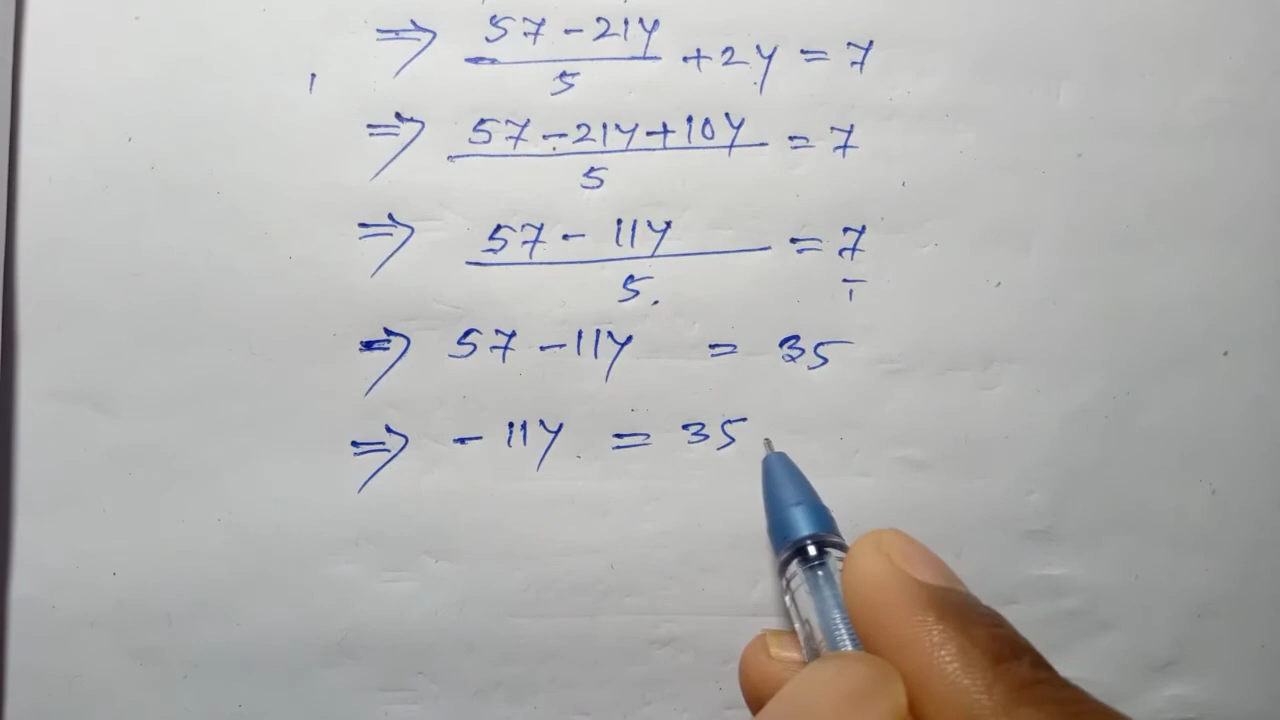 ⇒ (57 - 21y)/5 + 2y = 7
⇒ (57 - 21y + 10y)/5 = 7
⇒ (57 - 11y)/5. = 7
⇒ 57 - 11y = 35
⇒ - 11y = 35